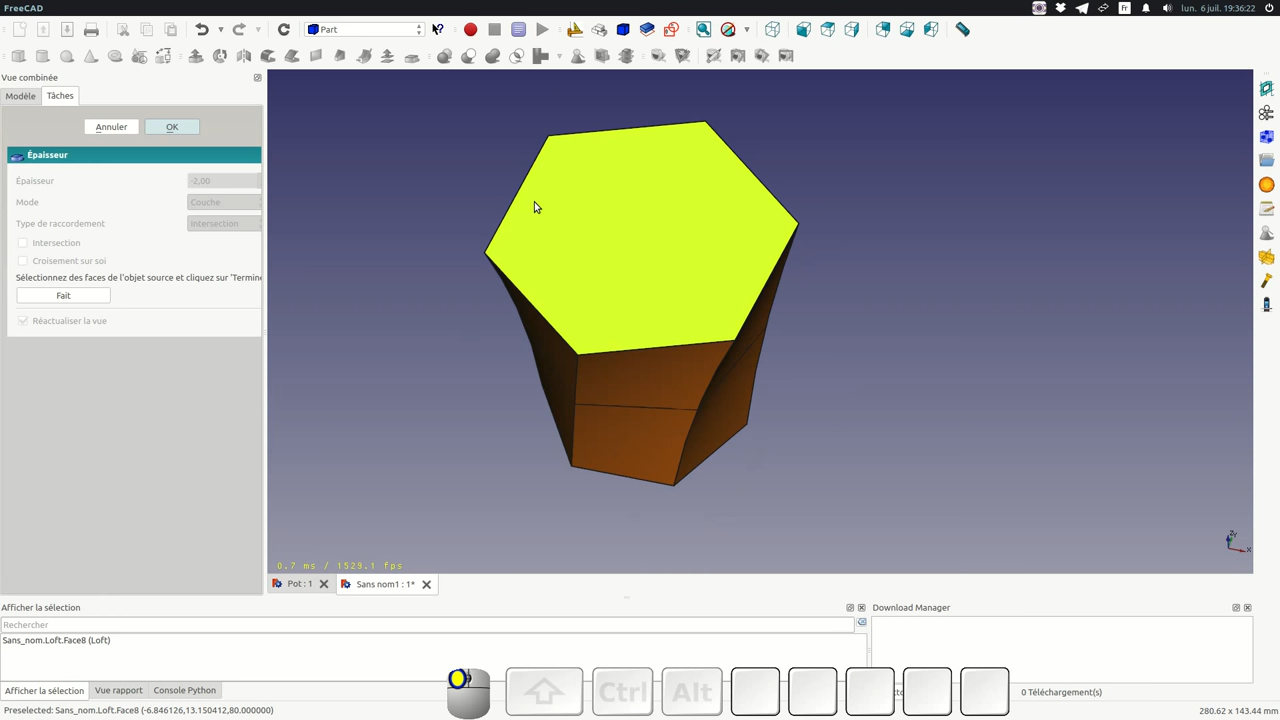 FreeCAD
Fr
lun. 6 juil, 19:36:22
Part
Vue combinée
Modèle
Tâches
Annuler
OK
Épaisseur
Épaisseur
-2,00
Mode
Couche
Type de raccordement
Intersection
Intersection
Croisement sur soi
Sélectionnez des faces de l'objet source et cliquez sur 'Termine
Fait
Réactualiser la vue
0.7 ms / 1529.1 fps
Pot : 1
Sans nom1 : 1*
Afficher la sélection
Download Manager
Rechercher
Sans_nom.Loft.Face8 (Loft)
Ctrl
Alt
Afficher la sélection
Vue rapport
Console Python
0 Téléchargement(s)
Preselected: Sans_nom.Loft.Face8 (-6.846126,13.150412,80.000000)
280.62 x 143.44 mm